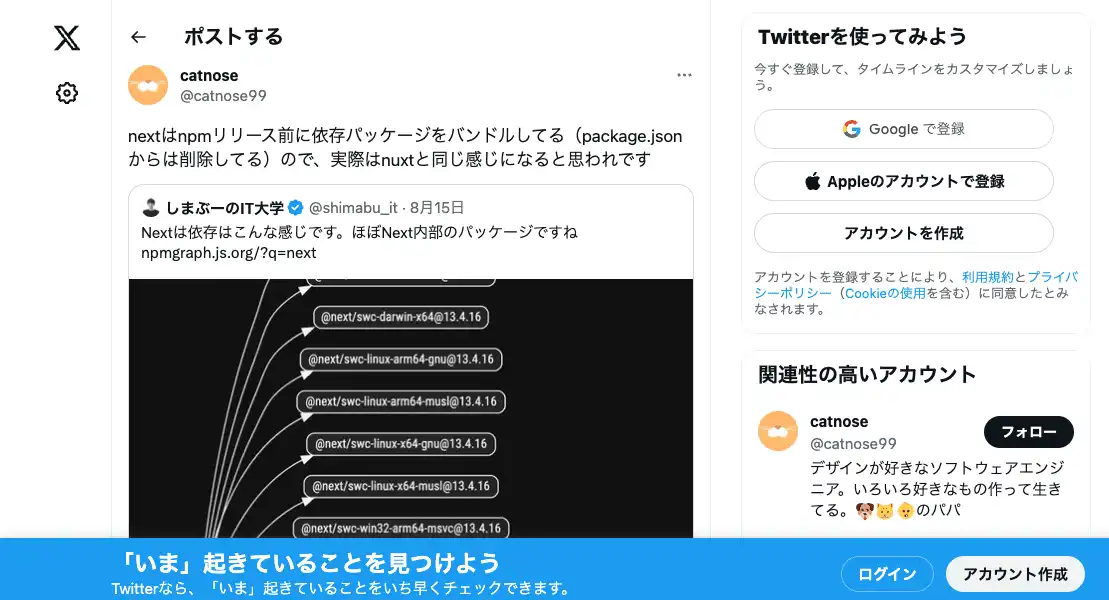 ポストする
catnose
@catnose99
nextはnpmリリース前に依存パッケージをバンドルしてる（package.json
からは削除してる）ので、実際はnuxtと同じ感じになると思われです
しまぶーのIT大学 @shimabu_it · 8月15日
Nextは依存はこんな感じです。ほぼNext内部のパッケージですね
npmgraph.js.org/?q=next
@next/swc-darwin-x64@13.4.16
@next/swc-linux-arm64-gnu@13.4.16
@next/swc-linux-arm64-musl@13.4.16
@next/swc-linux-x64-gnu@13.4.16
@next/swc-linux-x64-musl@13.4.16
@next/swc-win32-arm64-msvc@13.4.16
Twitterを使ってみよう
今すぐ登録して、タイムラインをカスタマイズしましょ
う。
Google で登録
Appleのアカウントで登録
アカウントを作成
アカウントを登録することにより、利用規約とプライバ
シーポリシー（Cookieの使用を含む）に同意したとみ
なされます。
関連性の高いアカウント
catnose
@catnose99
フォロー
デザインが好きなソフトウェアエンジ
ニア。いろいろ好きなもの作って生き
てる。🐶🐱👶のパパ
「いま」起きていることを見つけよう
Twitterなら、「いま」起きていることをいち早くチェックできます。
ログイン
アカウント作成